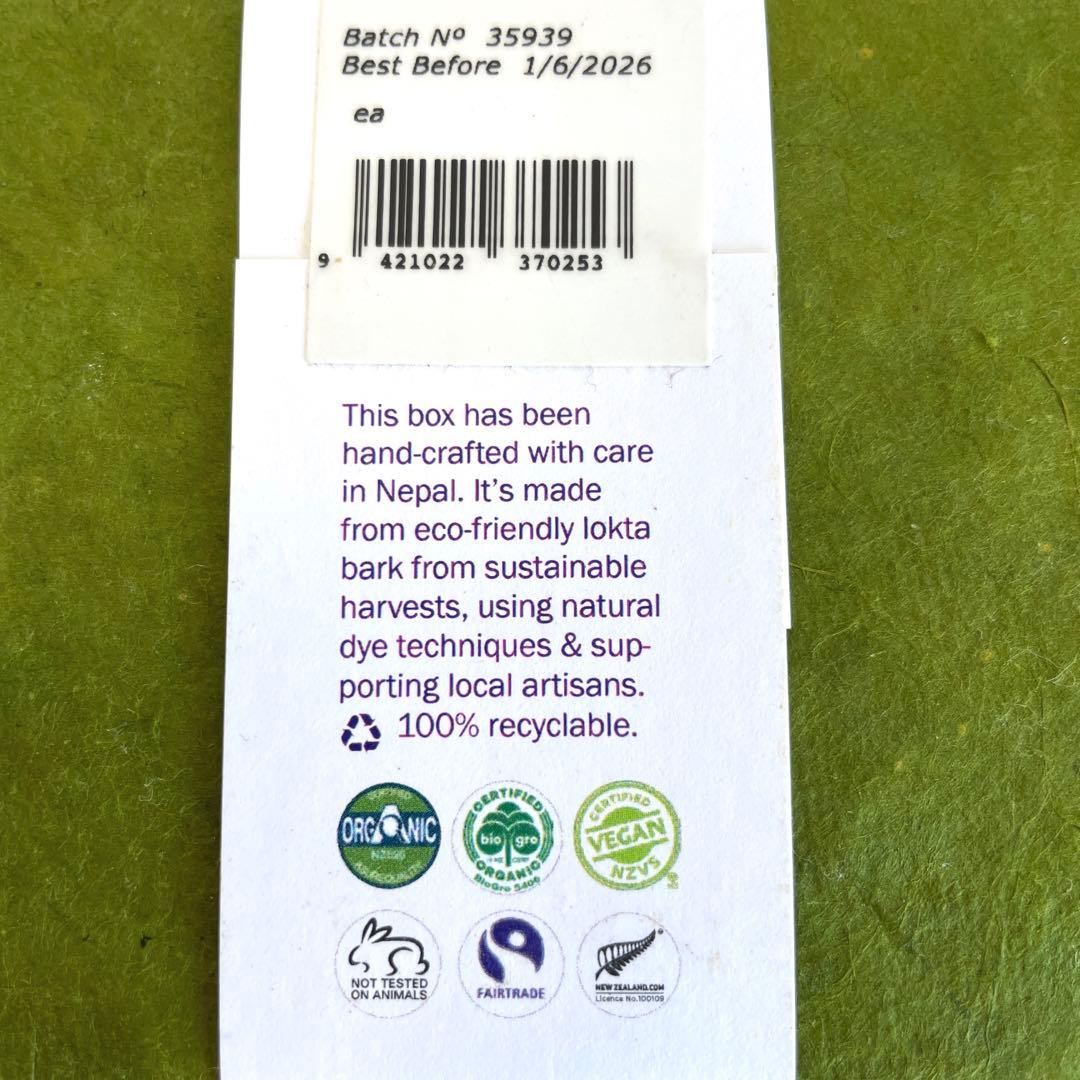 Batch Nº 35939
Best Before 1/6/2026
ea
9 421022 370253
This box has been
hand-crafted with care
in Nepal. It's made
from eco-friendly lokta
bark from sustainable
harvests, using natural
dye techniques & sup-
porting local artisans.
100% recyclable.
ORGANIC
CERTIFIED
bio gro
ORGANIC
BioGro 5406
CERTIFIED
VEGAN
NZVS
NOT TESTED
ON ANIMALS
FAIRTRADE
NEWZEALAND.COM
Licence No.100109